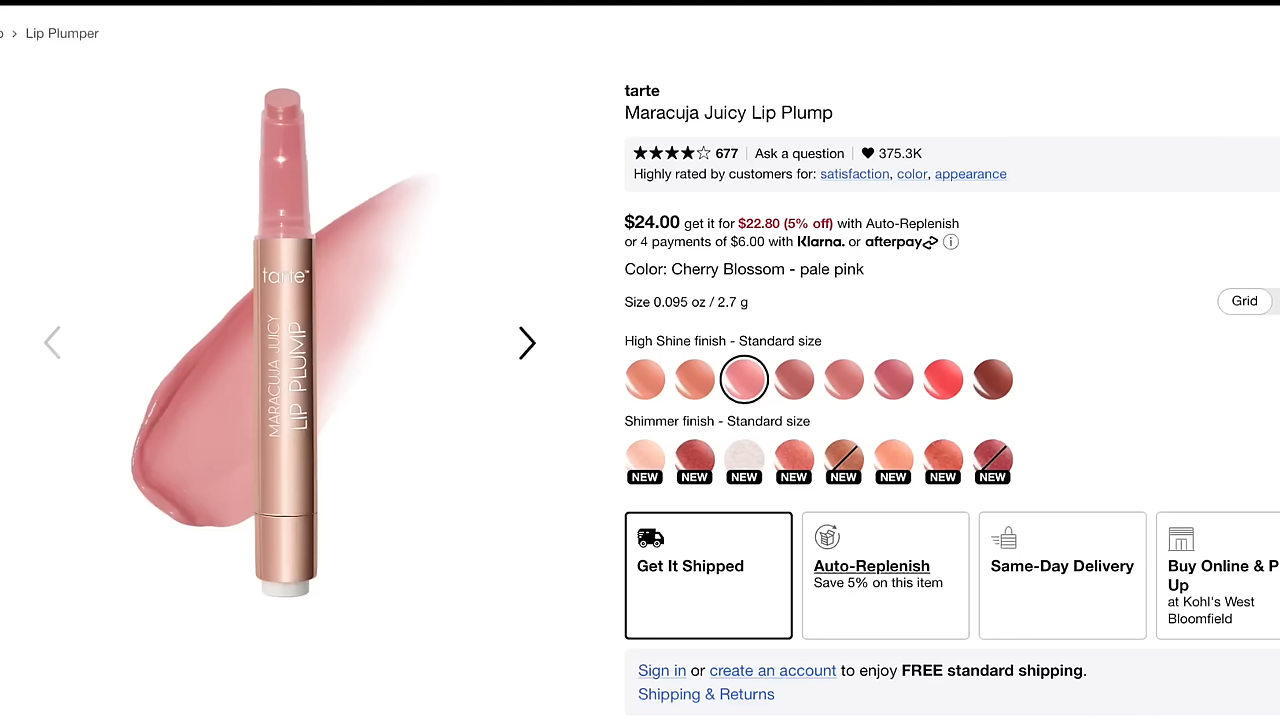 › Lip Plumper
tarte™
MARACUJA JUICY
LIP PLUMP
tarte
Maracuja Juicy Lip Plump
677 Ask a question 375.3K
Highly rated by customers for: satisfaction, color, appearance
$24.00 get it for $22.80 (5% off) with Auto-Replenish
or 4 payments of $6.00 with Klarna. or afterpay
Color: Cherry Blossom - pale pink
Size 0.095 oz / 2.7 g
Grid
High Shine finish - Standard size
Shimmer finish - Standard size
NEW NEW NEW NEW NEW NEW NEW NEW
Get It Shipped
Auto-Replenish
Save 5% on this item
Same-Day Delivery
Buy Online & P
Up
at Kohl's West
Bloomfield
Sign in or create an account to enjoy FREE standard shipping.
Shipping & Returns